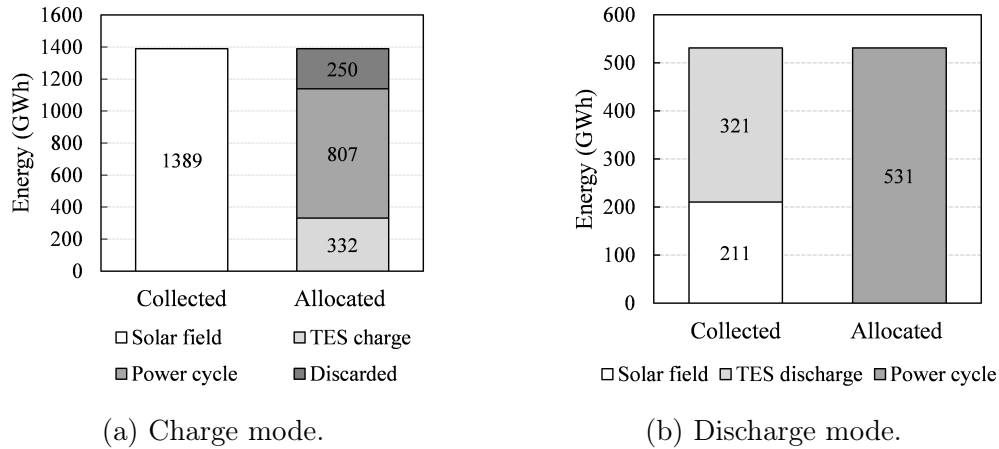 1600
1400
1200
1000
800
600
400
200
0
Energy (GWh)
1389
250
807
332
Collected Allocated
Solar field TES charge
Power cycle Discarded
(a) Charge mode.
600
500
400
300
200
100
0
Energy (GWh)
321
211
531
Collected Allocated
Solar field TES discharge Power cycle
(b) Discharge mode.